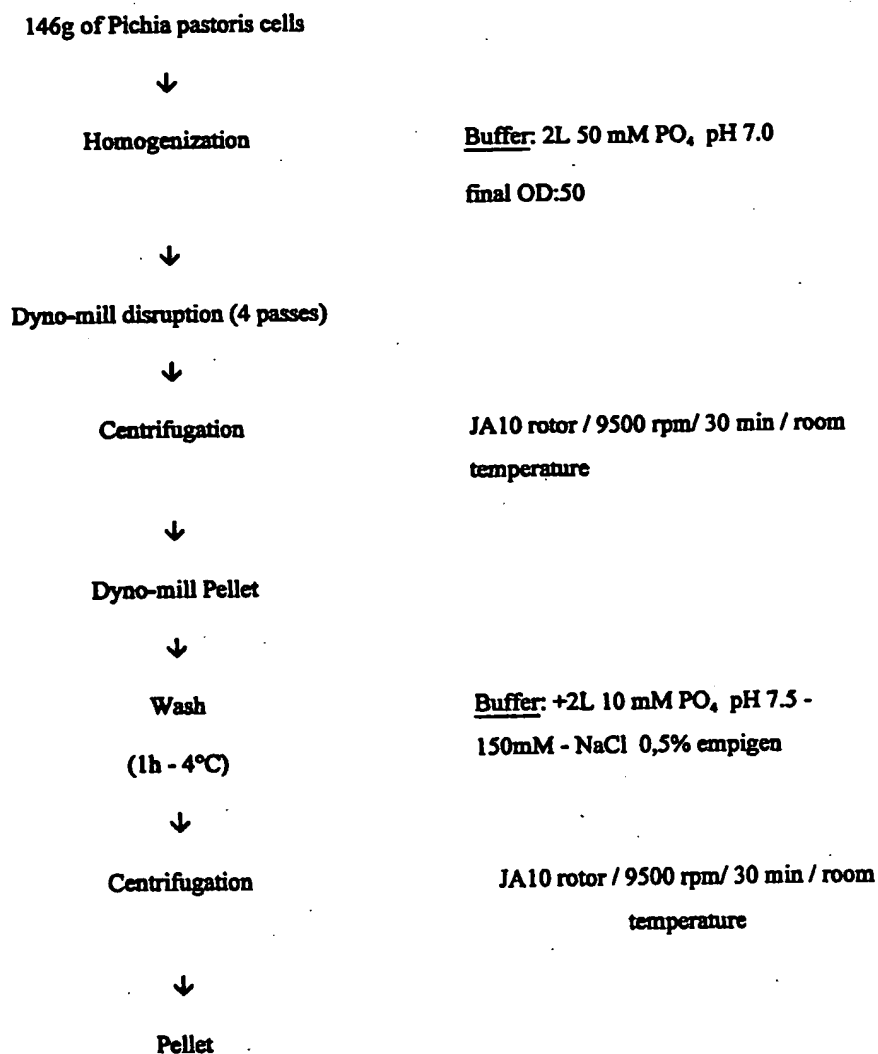 146g of Pichia pastoris cells
↓
Homogenization
Buffer: 2L 50 mM PO₄ pH 7.0
final OD:50
↓
Dyno-mill disruption (4 passes)
↓
Centrifugation
JA10 rotor / 9500 rpm/ 30 min / room
temperature
↓
Dyno-mill Pellet
↓
Wash
(1h - 4°C)
Buffer: +2L 10 mM PO₄ pH 7.5 -
150mM - NaCl 0,5% empigen
↓
Centrifugation
JA10 rotor / 9500 rpm/ 30 min / room
temperature
↓
Pellet